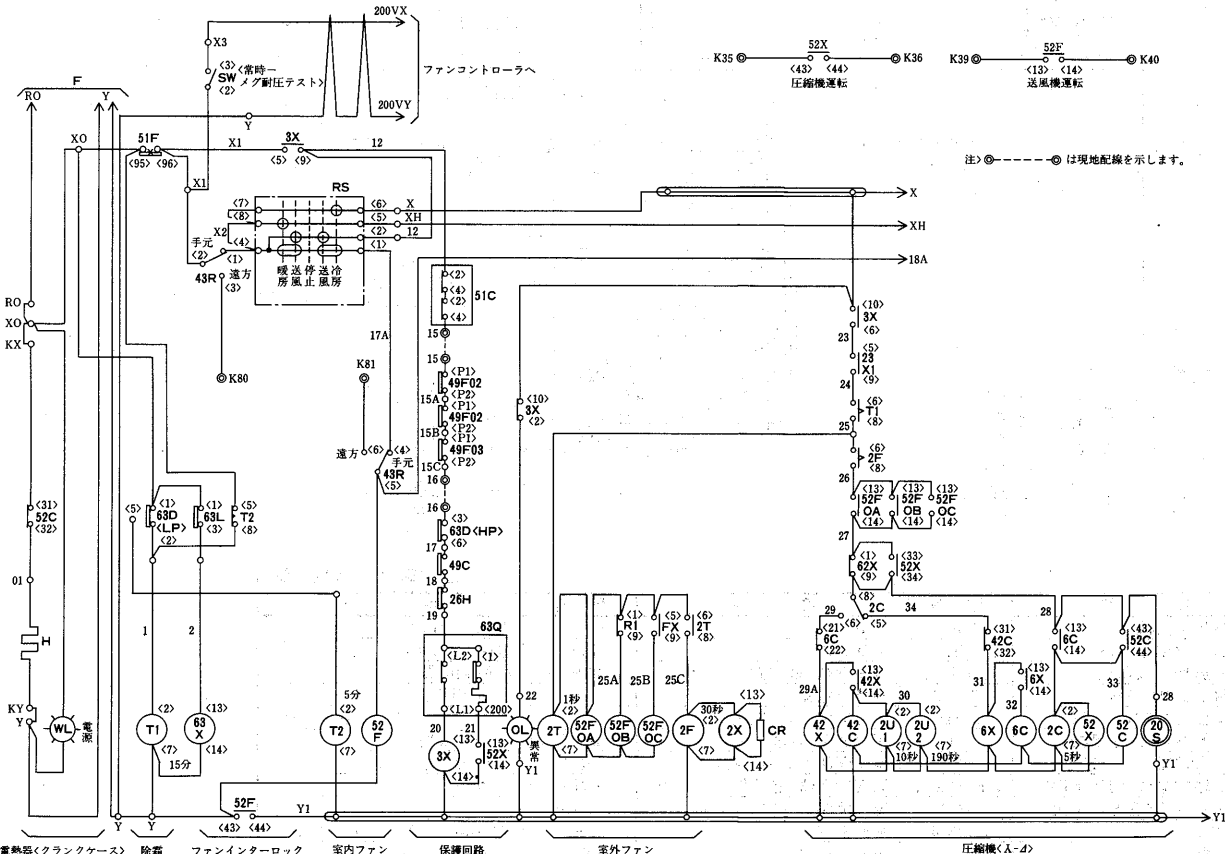 200VX
X3
<3>
SW
<2>
<常時ー
メグ耐圧テスト>
ファンコントローラへ
200VY
Y
52X
K35
<43> <44>
K36
圧縮機運転
52F
K39
<13> <14>
K40
送風機運転
注> ◎-----◎ は現地配線を示します。
F
RO
Y
XO
51F
<95> <96>
X1
X1
3X
<5> <9>
12
RS
<7>
<8>
X2
<4>
<6>
X
<5>
XH
<2>
12
<1>
暖房
送風
停止
送風
冷房
手元
<2>
<1>
43R
遠方
<3>
K80
17A
X
XH
18A
RO
XO
KX
<2>
<4>
<2>
<4>
51C
15
15
<P1>
49F02
<P2>
15A
<P1>
49F02
<P2>
15B
<P1>
49F03
<P2>
15C
16
16
<3>
63D<HP>
<6>
17
49C
18
26H
19
63Q
<L2>
<1>
<L1>
<200>
20
21
<13>
52X
<14>
3X
<14>
K81
遠方
<6>
<4>
手元
43R
<5>
<10>
3X
<2>
22
OL
異常
Y1
<10>
3X
<6>
23
<5>
23
X1
<9>
24
<6>
T1
<8>
25
<6>
2F
<8>
26
<13>
52F
OA
<14>
<13>
52F
OB
<14>
<13>
52F
OC
<14>
27
<1>
62X
<9>
<33>
52X
<34>
<8>
2C
<6>
<5>
29
34
28
<21>
6C
<22>
<31>
42C
<32>
<13>
6C
<14>
<43>
52C
<44>
<13>
42X
<14>
<13>
6X
<14>
29A
30
31
32
33
28
<31>
52C
<32>
01
H
KY
Y
WL
電源
<5>
<1>
63D
<LP>
<2>
<1>
63L
<3>
<5>
T2
<8>
1
2
T1
<2>
<7>
15分
63
X
<13>
<14>
5分
T2
<2>
<7>
52
F
1秒
<2>
2T
<7>
52F
OA
<1>
R1
<9>
<5>
FX
<9>
<6>
2T
<8>
25A
25B
25C
52F
OB
52F
OC
2F
30秒
<2>
<7>
2X
<13>
<14>
CR
42
X
42
C
2U
1
<2>
<7>
10秒
2U
2
<2>
<7>
190秒
6X
6C
2C
<2>
<7>
5秒
52
X
52
C
20
S
Y1
52F
<43> <44>
Y
Y
Y1
Y1
電熱器<クランクケース>
除霜
ファンインターロック
室内ファン
保護回路
室外ファン
圧縮機<人-Δ>